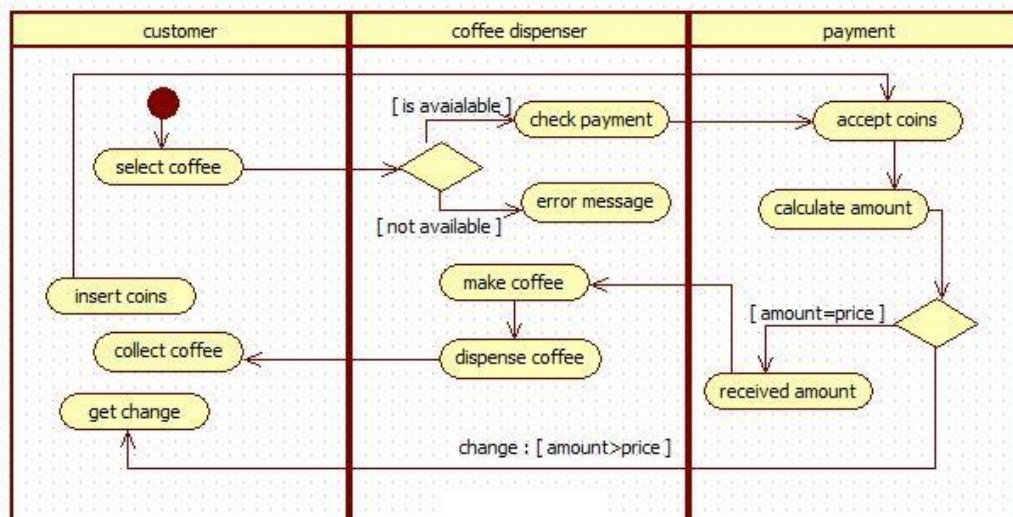 customer
coffee dispenser
payment
[ is avaialable ]
check payment
accept coins
select coffee
error message
calculate amount
[ not available ]
insert coins
make coffee
[ amount=price ]
collect coffee
dispense coffee
received amount
get change
change : [ amount>price ]